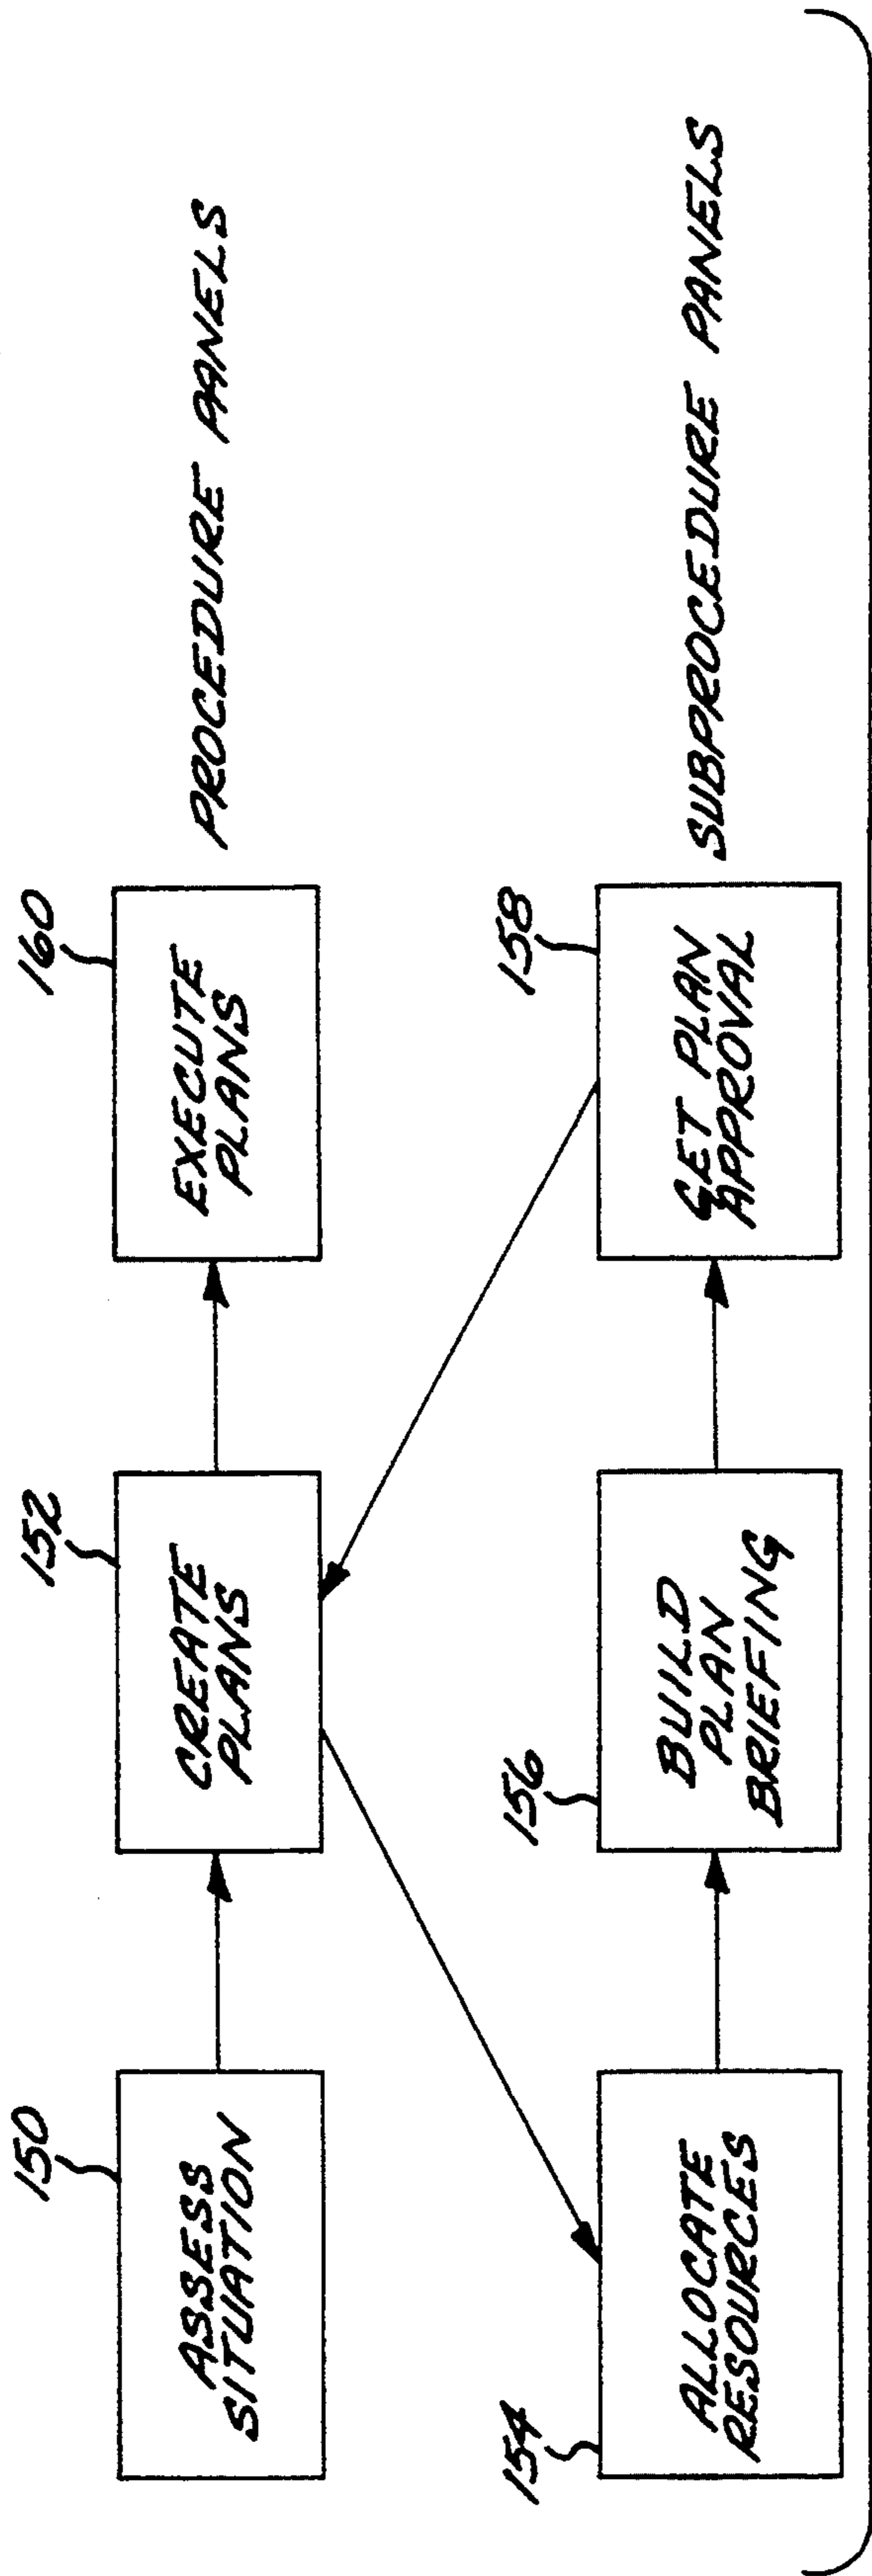 150
ASSESS
SITUATION
152
CREATE
PLANS
160
EXECUTE
PLANS
PROCEDURE PANELS
154
ALLOCATE
RESOURCES
156
BUILD
PLAN
BRIEFING
158
GET PLAN
APPROVAL
SUBPROCEDURE PANELS